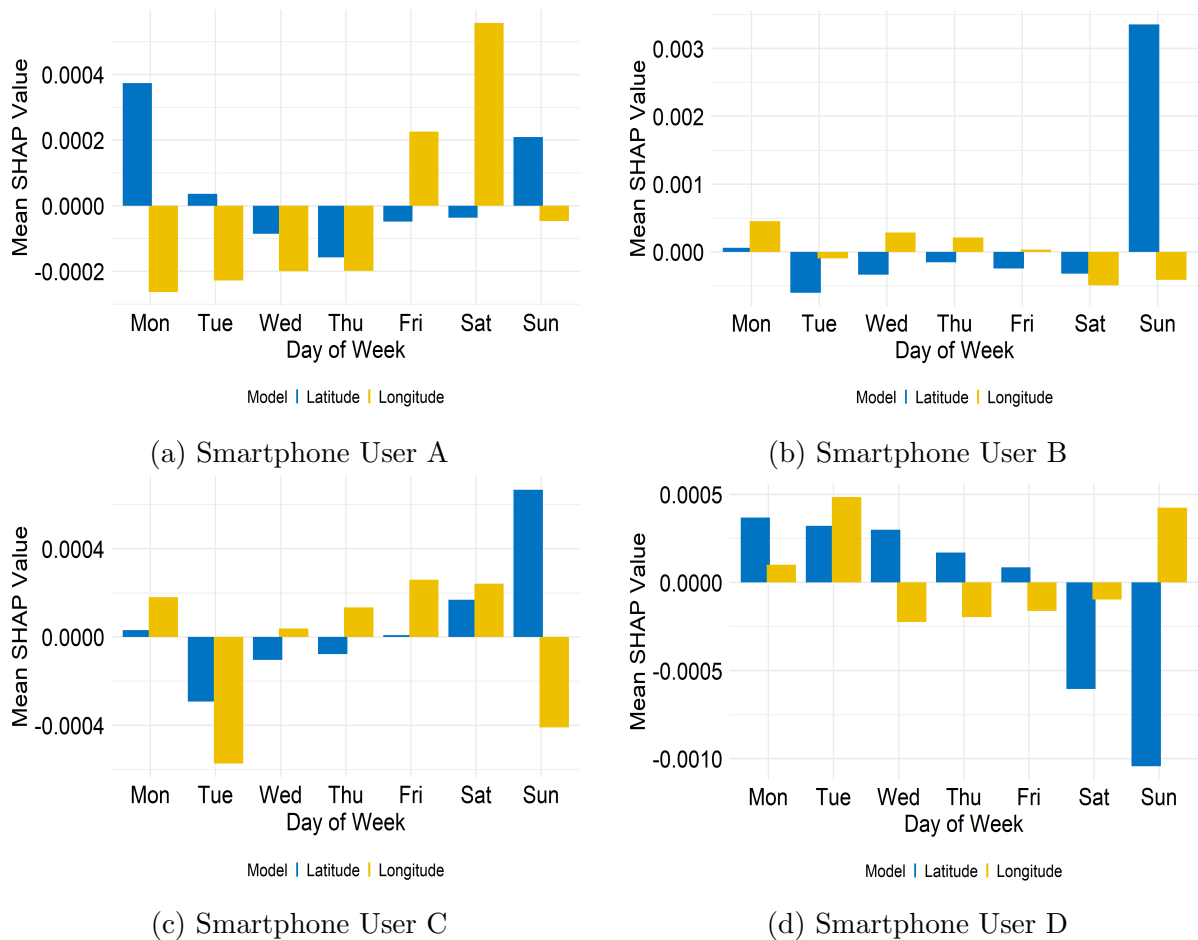 Mean SHAP Value
0.0004
0.0002
0.0000
-0.0002
Mon Tue Wed Thu Fri Sat Sun
Day of Week
Model Latitude Longitude
(a) Smartphone User A
Mean SHAP Value
0.003
0.002
0.001
0.000
Mon Tue Wed Thu Fri Sat Sun
Day of Week
Model Latitude Longitude
(b) Smartphone User B
Mean SHAP Value
0.0004
0.0000
-0.0004
Mon Tue Wed Thu Fri Sat Sun
Day of Week
Model Latitude Longitude
(c) Smartphone User C
Mean SHAP Value
0.0005
0.0000
-0.0005
-0.0010
Mon Tue Wed Thu Fri Sat Sun
Day of Week
Model Latitude Longitude
(d) Smartphone User D